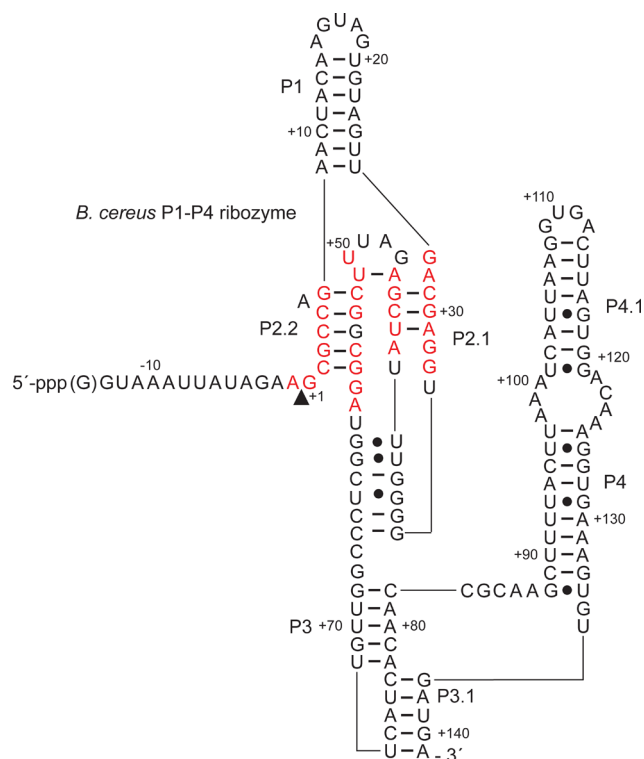 G U A G
A A C A U C A A
U G U A G U U
+20
P1
+10
B. cereus P1-P4 ribozyme
+50
U U U A G
A
G C C G C
P2.2
C G G C G G A U G G C U C C C G G U U G U
A G C U A U U U G G G G
G A C G A G G U
+30
P2.1
5´-ppp(G)GUAAAUUAUAGAAG
-10
+1
P3
+70
C A A C A C U A C U
+80
CGCAAG
P3.1
G A U G A - 3´
+140
+110
G U G
G A A U U A C U A A A U U C A U U U U C G
A C U U A G U G G A C A A A G G U G A A A G U G U
P4.1
+120
+100
P4
+130
+90